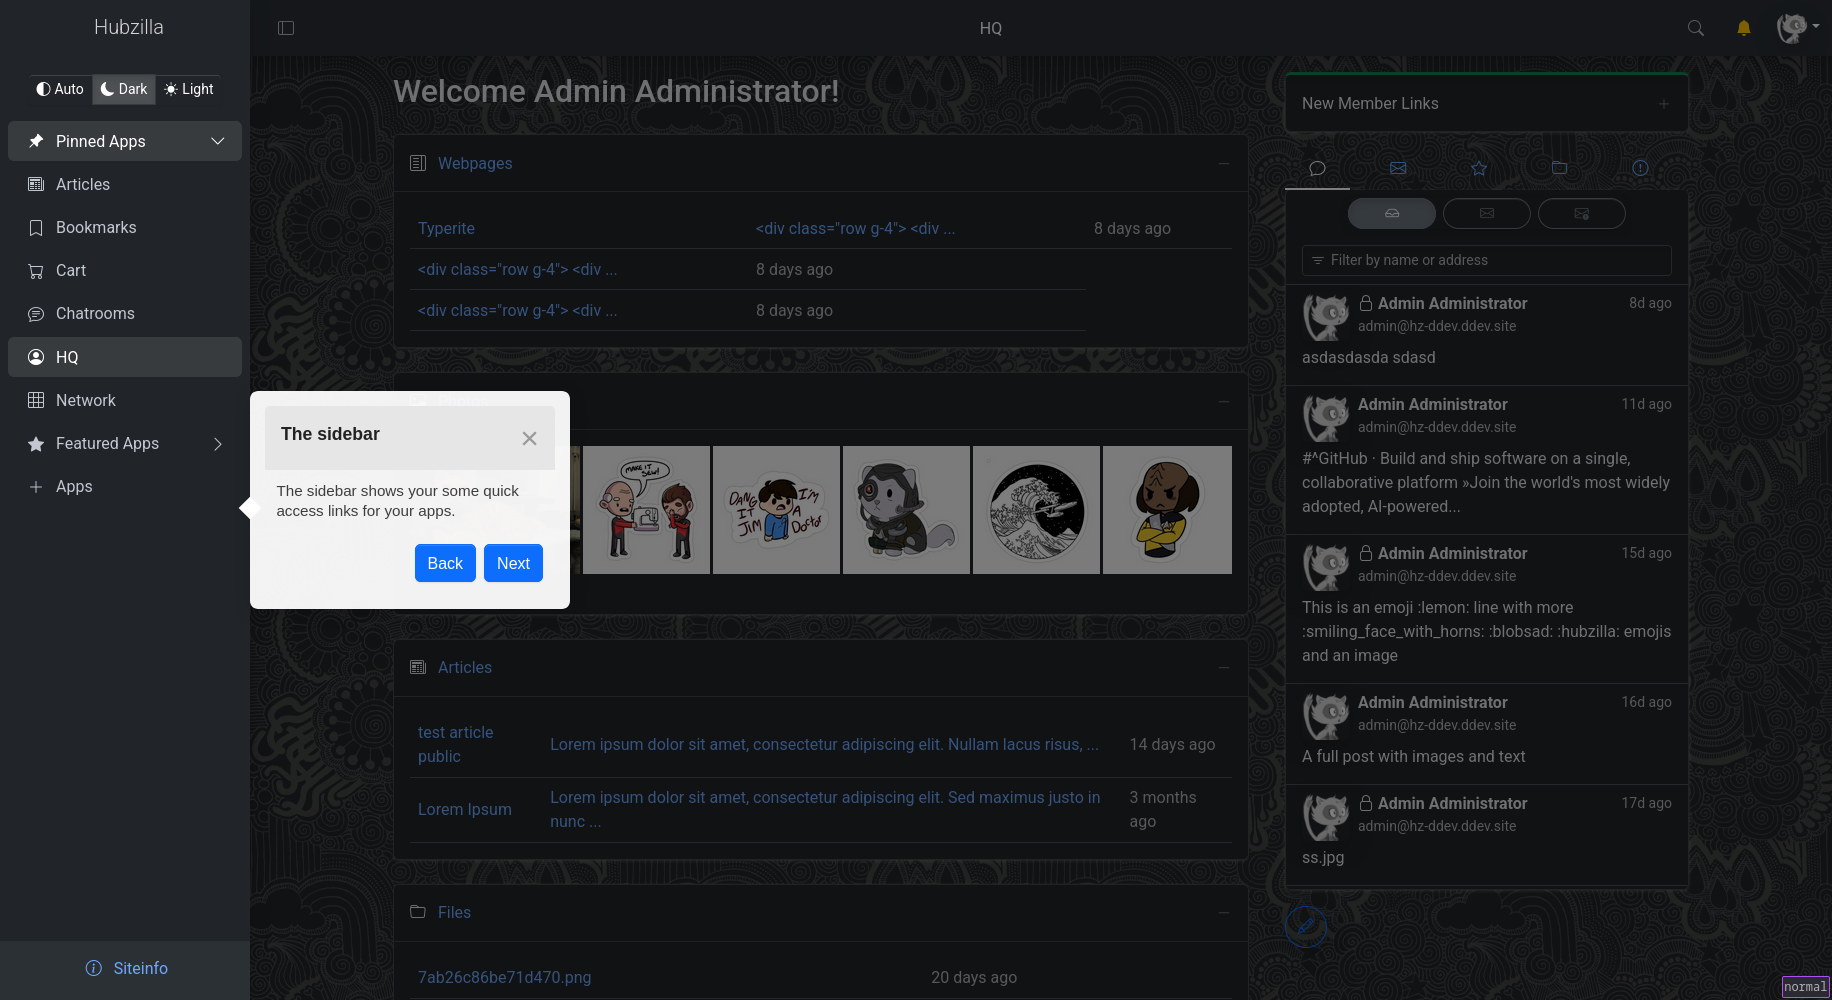 Hubzilla
Auto Dark Light
Pinned Apps
Articles
Bookmarks
Cart
Chatrooms
HQ
Network
Featured Apps
Apps
Siteinfo
HQ
Welcome Admin Administrator!
Webpages
Typerite <div class="row g-4"> <div ... 8 days ago
<div class="row g-4"> <div ... 8 days ago
<div class="row g-4"> <div ... 8 days ago
The sidebar
The sidebar shows your some quick
access links for your apps.
Back Next
MAKE IT SEW!
DANG IT JIM I'M A Doctor
Articles
test article
public
Lorem ipsum dolor sit amet, consectetur adipiscing elit. Nullam lacus risus, ...
14 days ago
Lorem Ipsum
Lorem ipsum dolor sit amet, consectetur adipiscing elit. Sed maximus justo in
nunc ...
3 months
ago
Files
7ab26c86be71d470.png 20 days ago
New Member Links
Filter by name or address
Admin Administrator 8d ago
admin@hz-ddev.ddev.site
asdasdasda sdasd
Admin Administrator 11d ago
admin@hz-ddev.ddev.site
#^GitHub · Build and ship software on a single,
collaborative platform »Join the world's most widely
adopted, AI-powered...
Admin Administrator 15d ago
admin@hz-ddev.ddev.site
This is an emoji :lemon: line with more
:smiling_face_with_horns: :blobsad: :hubzilla: emojis
and an image
Admin Administrator 16d ago
admin@hz-ddev.ddev.site
A full post with images and text
Admin Administrator 17d ago
admin@hz-ddev.ddev.site
ss.jpg
normal